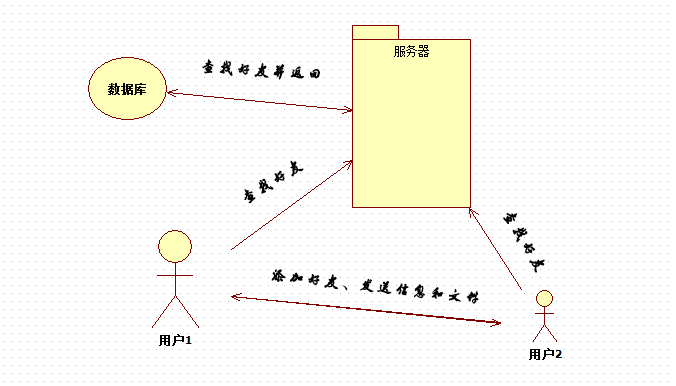 服务器
查找好友并返回
数据库
查找好友
查找好友
添加好友、发送信息和文件
用户1
用户2